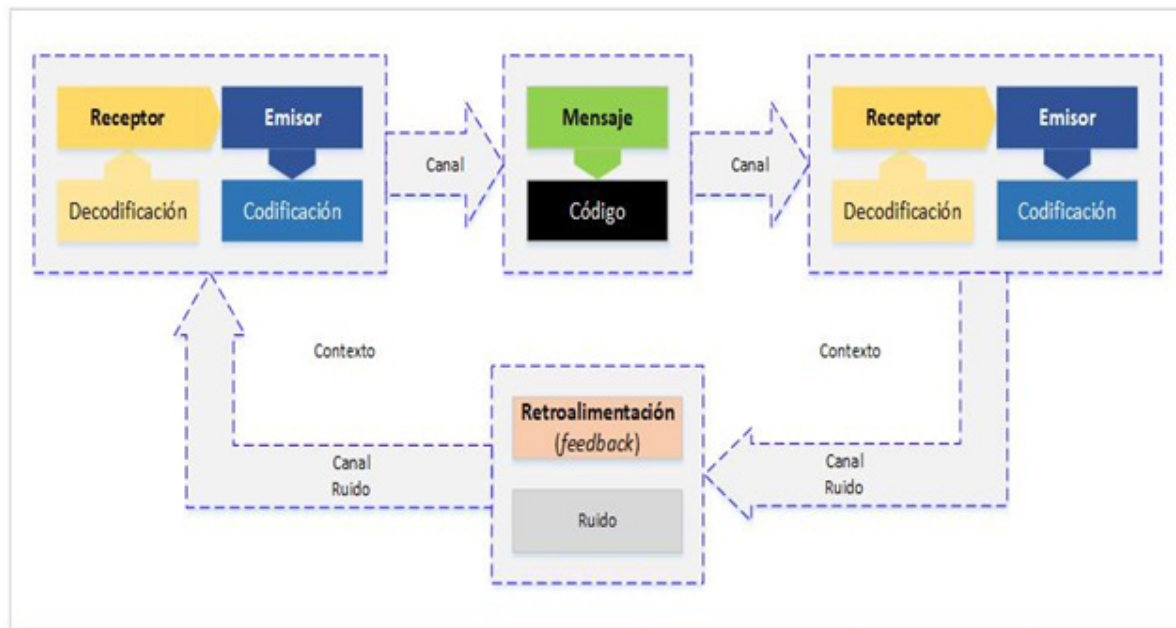 Receptor
Emisor
Decodificación
Codificación
Canal
Mensaje
Código
Canal
Receptor
Emisor
Decodificación
Codificación
Contexto
Contexto
Retroalimentación
(feedback)
Ruido
Canal
Ruido
Canal
Ruido